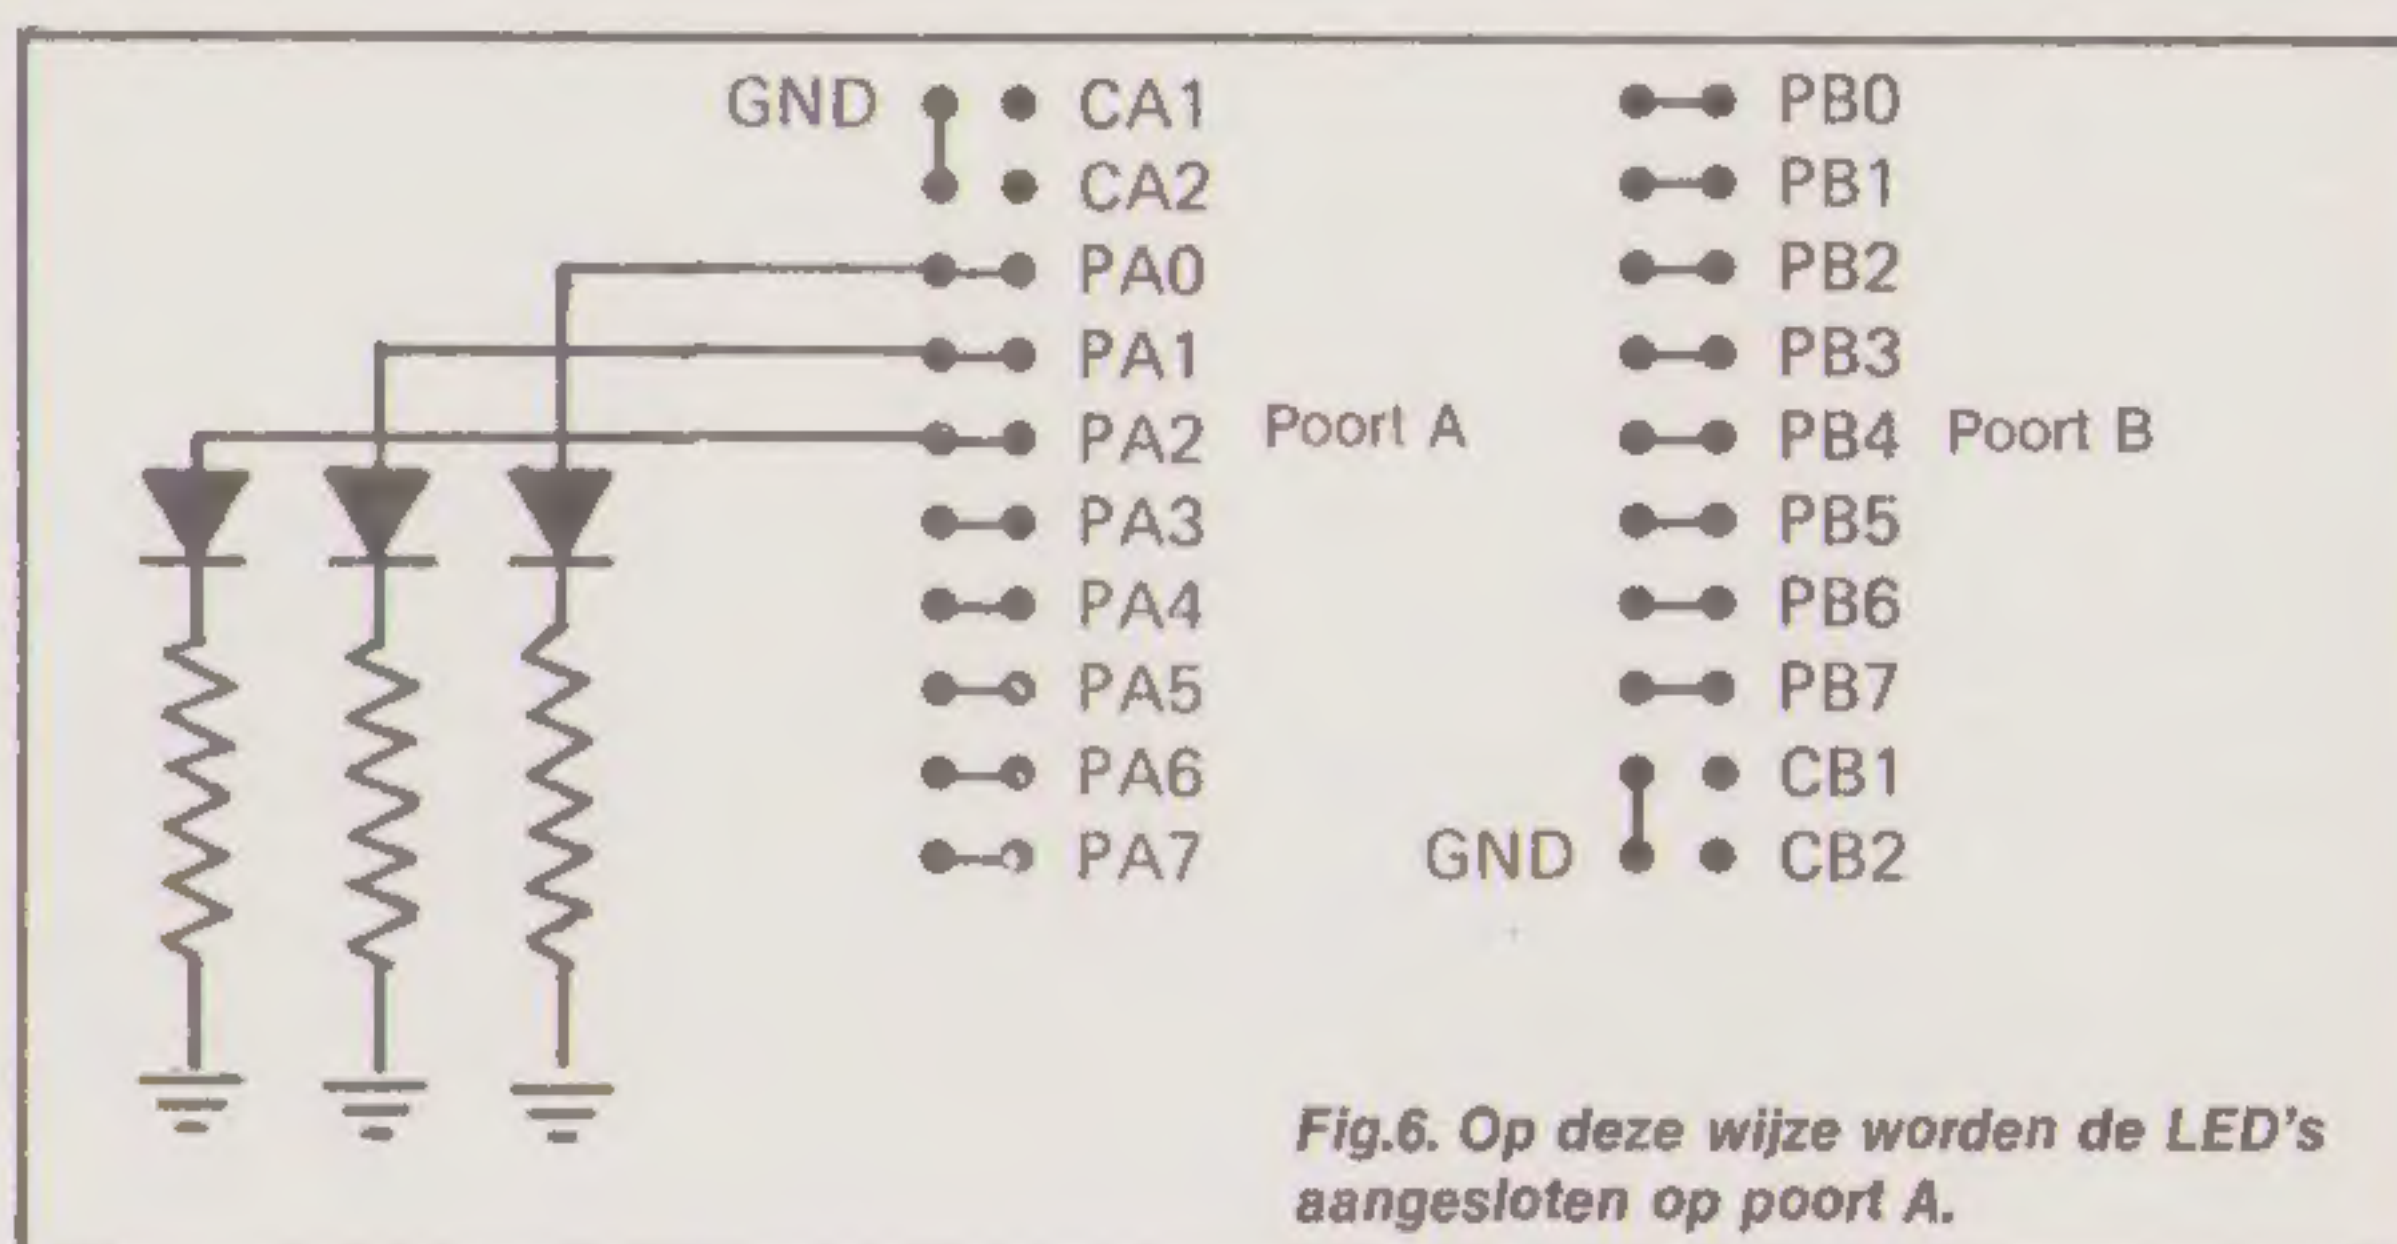 GND CA1
CA2
PA0
PA1
PA2 Poort A
PA3
PA4
PA5
PA6
PA7
PB0
PB1
PB2
PB3
PB4 Poort B
PB5
PB6
PB7
CB1
GND CB2
Fig.6. Op deze wijze worden de LED's
aangesloten op poort A.